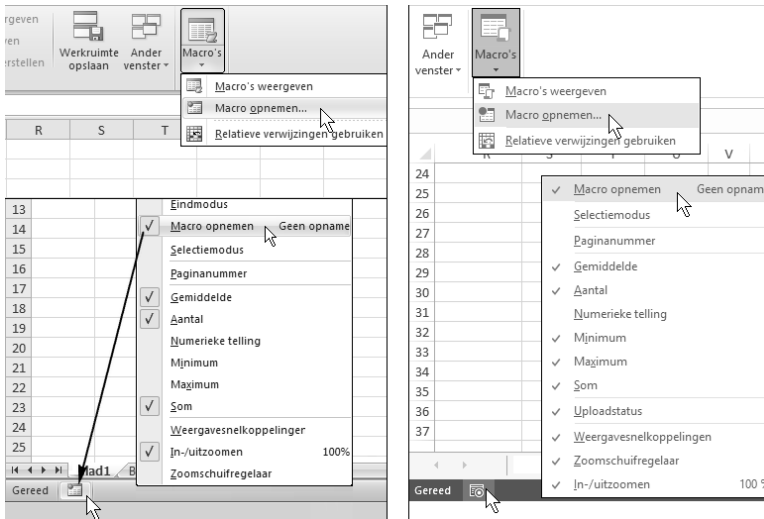 rgeven
ven
rstellen
Werkruimte opslaan
Ander venster
Macro's
Macro's weergeven
Macro opnemen...
Relatieve verwijzingen gebruiken
R S T
13
14
15
16
17
18
19
20
21
22
23
24
25
Eindmodus
Macro opnemen Geen opname
Selectiemodus
Paginanummer
Gemiddelde
Aantal
Numerieke telling
Minimum
Maximum
Som
Weergavesnelkoppelingen
In-/uitzoomen 100%
Zoomschuifregelaar
Blad1 B
Gereed
Ander venster
Macro's
Macro's weergeven
Macro opnemen...
Relatieve verwijzingen gebruiken
R S T U V
24
25
26
27
28
29
30
31
32
33
34
35
36
37
Macro opnemen Geen opnam
Selectiemodus
Paginanummer
Gemiddelde
Aantal
Numerieke telling
Minimum
Maximum
Som
Uploadstatus
Weergavesnelkoppelingen
Zoomschuifregelaar
In-/uitzoomen 100 %
Gereed